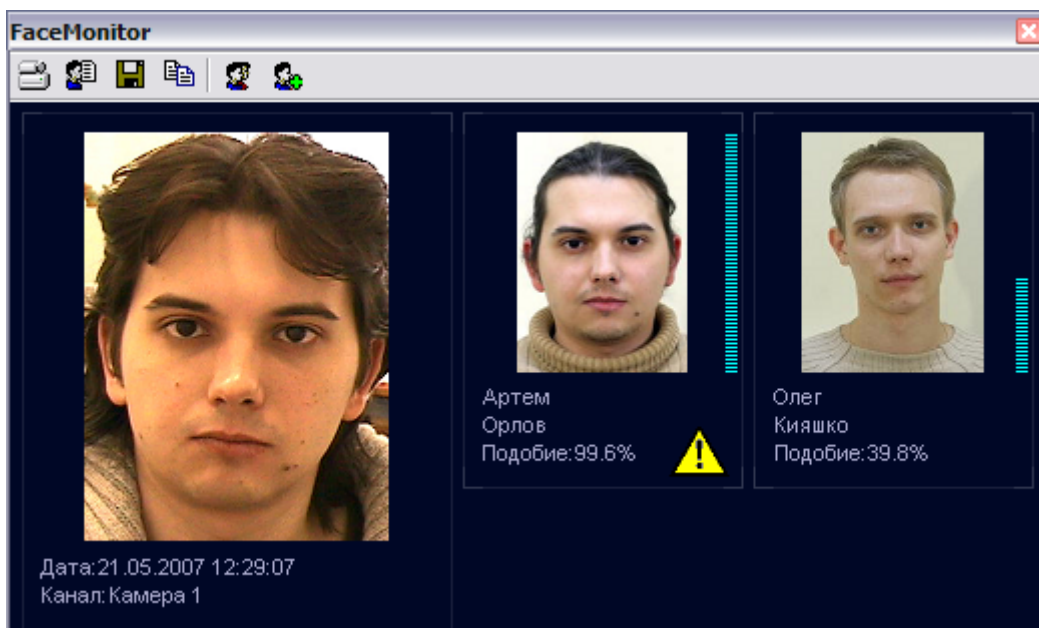 FaceMonitor
Дата:21.05.2007 12:29:07
Канал:Камера 1
Артем
Орлов
Подобие:99.6%
Олег
Кияшко
Подобие:39.8%